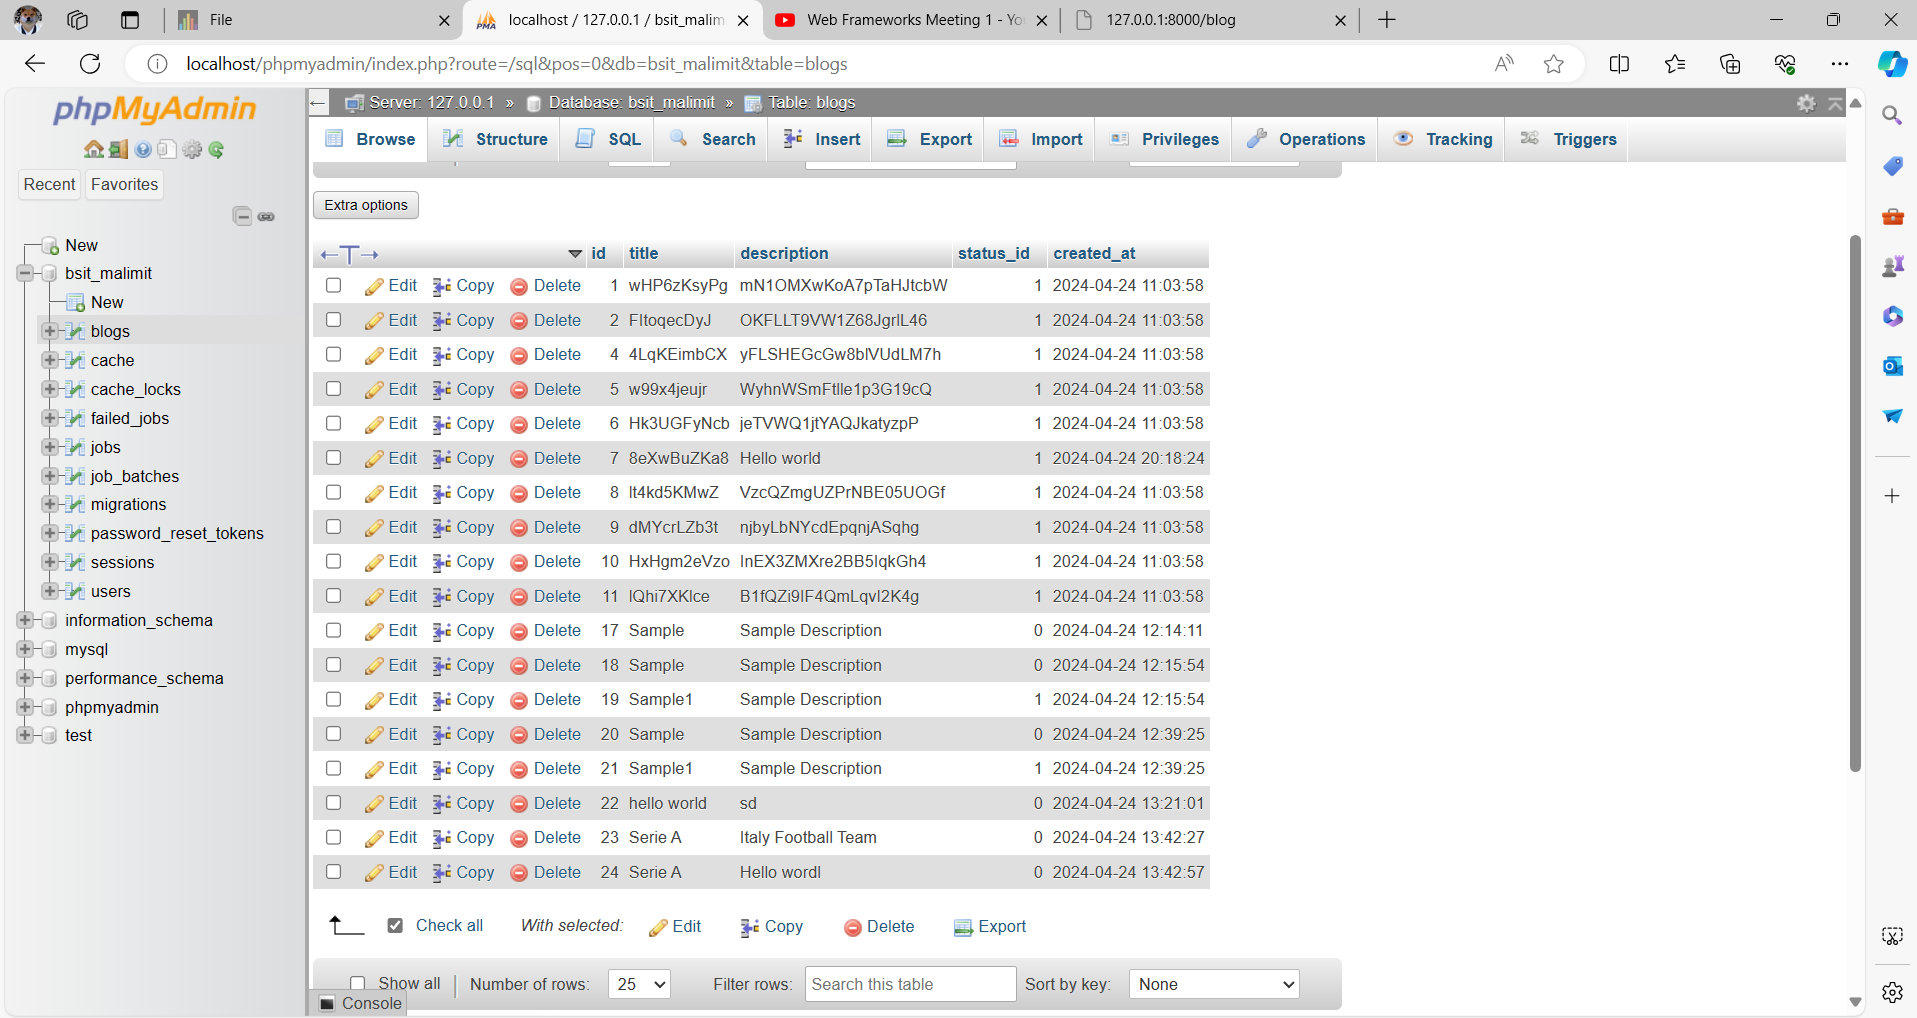 File
localhost / 127.0.0.1 / bsit_malim
Web Frameworks Meeting 1 - Yo
127.0.0.1:8000/blog
localhost/phpmyadmin/index.php?route=/sql&pos=0&db=bsit_malimit&table=blogs
phpMyAdmin
Recent
Favorites
New
bsit_malimit
New
blogs
cache
cache_locks
failed_jobs
jobs
job_batches
migrations
password_reset_tokens
sessions
users
information_schema
mysql
performance_schema
phpmyadmin
test
Server: 127.0.0.1 » Database: bsit_malimit » Table: blogs
Browse Structure SQL Search Insert Export Import Privileges Operations Tracking Triggers
Extra options
id title description status_id created_at
Edit Copy Delete 1 wHP6zKsyPg mN1OMXwKoA7pTaHJtcbW 1 2024-04-24 11:03:58
Edit Copy Delete 2 FItoqecDyJ OKFLLT9VW1Z68JgrlL46 1 2024-04-24 11:03:58
Edit Copy Delete 4 4LqKEimbCX yFLSHEGcGw8blVUdLM7h 1 2024-04-24 11:03:58
Edit Copy Delete 5 w99x4jeujr WyhnWSmFtlle1p3G19cQ 1 2024-04-24 11:03:58
Edit Copy Delete 6 Hk3UGFyNcb jeTVWQ1jtYAQJkatyzpP 1 2024-04-24 11:03:58
Edit Copy Delete 7 8eXwBuZKa8 Hello world 1 2024-04-24 20:18:24
Edit Copy Delete 8 lt4kd5KMwZ VzcQZmgUZPrNBE05UOGf 1 2024-04-24 11:03:58
Edit Copy Delete 9 dMYcrLZb3t njbyLbNYcdEpqnjASqhg 1 2024-04-24 11:03:58
Edit Copy Delete 10 HxHgm2eVzo InEX3ZMXre2BB5IqkGh4 1 2024-04-24 11:03:58
Edit Copy Delete 11 IQhi7XKlce B1fQZi9IF4QmLqvl2K4g 1 2024-04-24 11:03:58
Edit Copy Delete 17 Sample Sample Description 0 2024-04-24 12:14:11
Edit Copy Delete 18 Sample Sample Description 0 2024-04-24 12:15:54
Edit Copy Delete 19 Sample1 Sample Description 1 2024-04-24 12:15:54
Edit Copy Delete 20 Sample Sample Description 0 2024-04-24 12:39:25
Edit Copy Delete 21 Sample1 Sample Description 1 2024-04-24 12:39:25
Edit Copy Delete 22 hello world sd 0 2024-04-24 13:21:01
Edit Copy Delete 23 Serie A Italy Football Team 0 2024-04-24 13:42:27
Edit Copy Delete 24 Serie A Hello wordl 0 2024-04-24 13:42:57
Check all With selected: Edit Copy Delete Export
Show all Number of rows: 25 Filter rows: Search this table Sort by key: None
Console